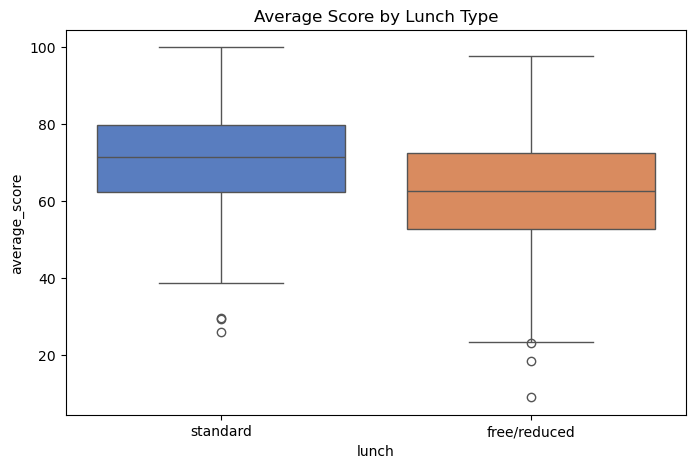 Average Score by Lunch Type
average_score
100
80
60
40
20
standard
free/reduced
lunch